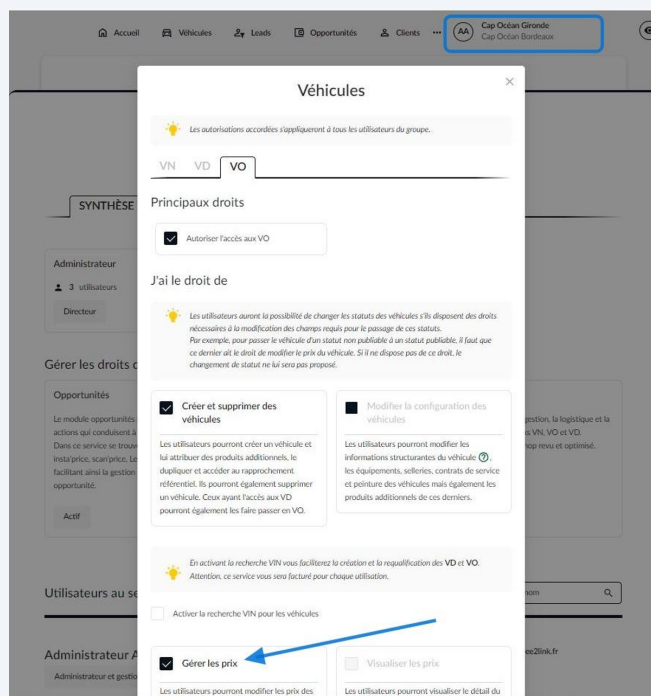 Accueil Véhicules Leads Opportunités Clients ... AA Cap Océan Gironde
Cap Océan Bordeaux
Véhicules
Les autorisations accordées s'appliqueront à tous les utilisateurs du groupe.
VN VD VO
SYNTHÈSE
Principaux droits
Autoriser l'accès aux VO
Administrateur
3 utilisateurs
Directeur
J'ai le droit de
Les utilisateurs auront la possibilité de changer les statuts des véhicules s'ils disposent des droits
nécessaires à la modification des champs requis pour le passage de ces statuts.
Par exemple, pour passer le véhicule d'un statut non publiable à un statut publiable, il faut que
ce dernier ait le droit de modifier le prix du véhicule. Si il ne dispose pas de ce droit, le
changement de statut ne lui sera pas proposé.
Gérer les droits
Opportunités
Le module opportunités
actions qui conduisent à
Dans ce service se
insta'price, scan'price.
facilitant ainsi la gestion
opportunité.
Actif
Créer et supprimer des
véhicules
Les utilisateurs pourront créer un véhicule et
lui attribuer des produits additionnels, le
dupliquer et accéder au rapprochement
référentiel. Ils pourront également supprimer
un véhicule. Ceux ayant l'accès aux VD
pourront également les faire passer en VO.
Modifier la configuration des
véhicules
Les utilisateurs pourront modifier les
informations structurantes du véhicule ?,
les équipements, selleries, contrats de service
et peinture des véhicules mais également les
produits additionnels de ces derniers.
gestion, la logistique et la
VN, VO et VD.
revu et optimisé.
En activant la recherche VIN vous faciliterez la création et la requalification des VD et VO.
Attention, ce service vous sera facturé pour chaque utilisation.
Utilisateurs au
nom
Activer la recherche VIN pour les véhicules
Administrateur
Administrateur et
Gérer les prix
Les utilisateurs pourront modifier les prix des
Visualiser les prix
Les utilisateurs pourront visualiser le détail du
ee2link.fr